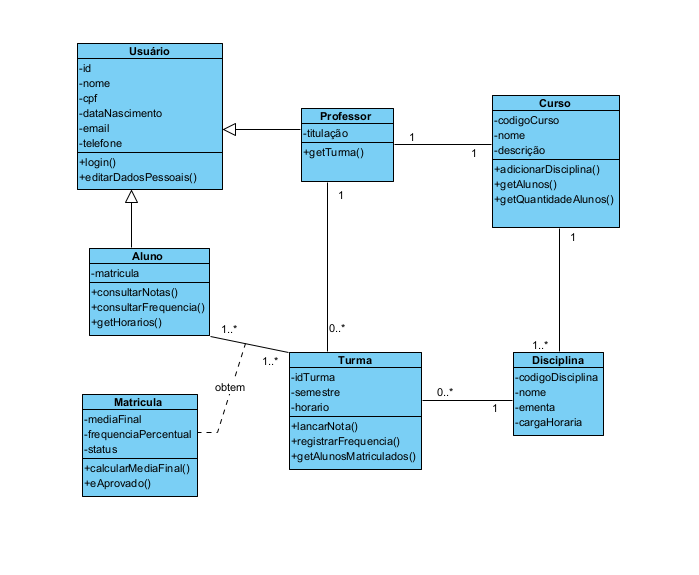 Usuário
-id
-nome
-cpf
-dataNascimento
-email
-telefone
+login()
+editarDadosPessoais()
Professor
-titulação
+getTurma()
1
1
Curso
-codigoCurso
-nome
-descrição
+adicionarDisciplina()
+getAlunos()
+getQuantidadeAlunos()
1
0..*
1
1..*
Aluno
-matricula
+consultarNotas()
+consultarFrequencia()
+getHorarios()
1..*
1..*
obtem
Turma
-idTurma
-semestre
-horario
+lancarNota()
+registrarFrequencia()
+getAlunosMatriculados()
0..*
1
Disciplina
-codigoDisciplina
-nome
-ementa
-cargaHoraria
Matricula
-mediaFinal
-frequenciaPercentual
-status
+calcularMediaFinal()
+eAprovado()